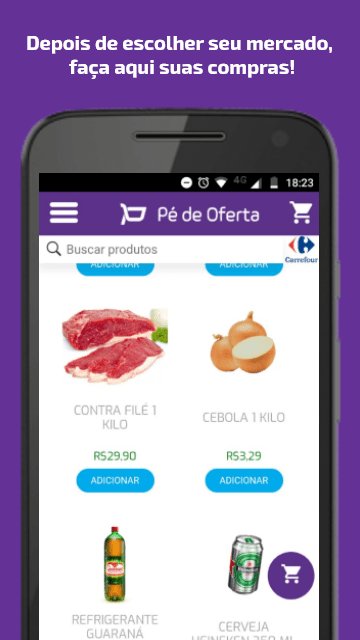 Depois de escolher seu mercado,
faça aqui suas compras!
4G 18:23
Pé de Oferta
Buscar produtos
Carrefour
ADICIONAR ADICIONAR
CONTRA FILÉ 1
KILO
CEBOLA 1 KILO
R$29,90 R$3,29
ADICIONAR ADICIONAR
REFRIGERANTE
GUARANÁ
CERVEJA
HEINEKEN 350 ML